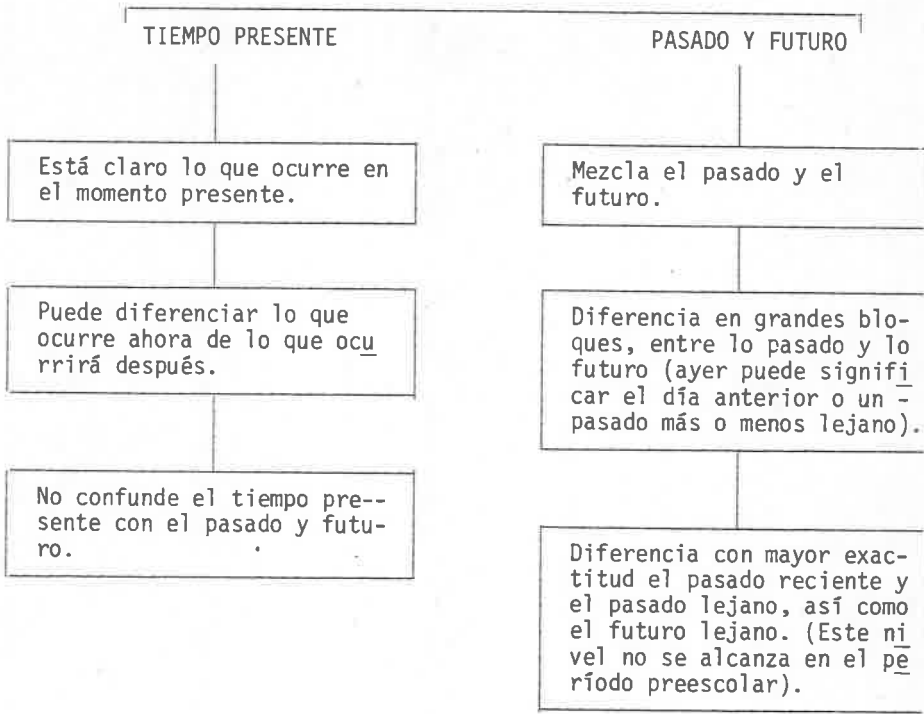 TIEMPO PRESENTE
Está claro lo que ocurre en
el momento presente.
Puede diferenciar lo que
ocurre ahora de lo que ocu
rrirá después.
No confunde el tiempo pre--
sente con el pasado y futu-
ro.
PASADO Y FUTURO
Mezcla el pasado y el
futuro.
Diferencia en grandes blo-
ques, entre lo pasado y lo
futuro (ayer puede signifi
car el día anterior o un -
pasado más o menos lejano).
Diferencia con mayor exac-
titud el pasado reciente y
el pasado lejano, así como
el futuro lejano. (Este ni
vel no se alcanza en el pe
ríodo preescolar).